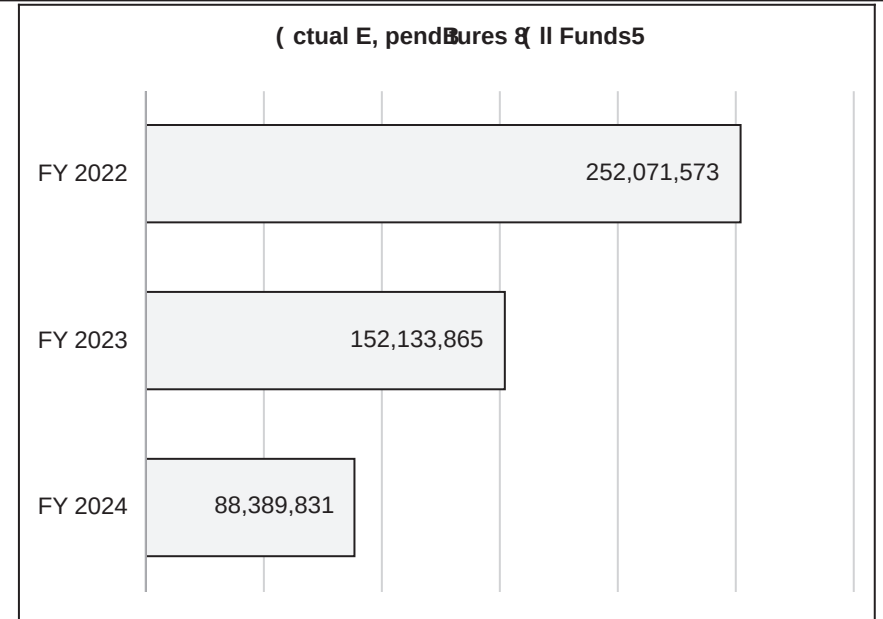 ( ctual E, pendBures 8( ll Funds5
FY 2022
252,071,573
FY 2023
152,133,865
FY 2024
88,389,831